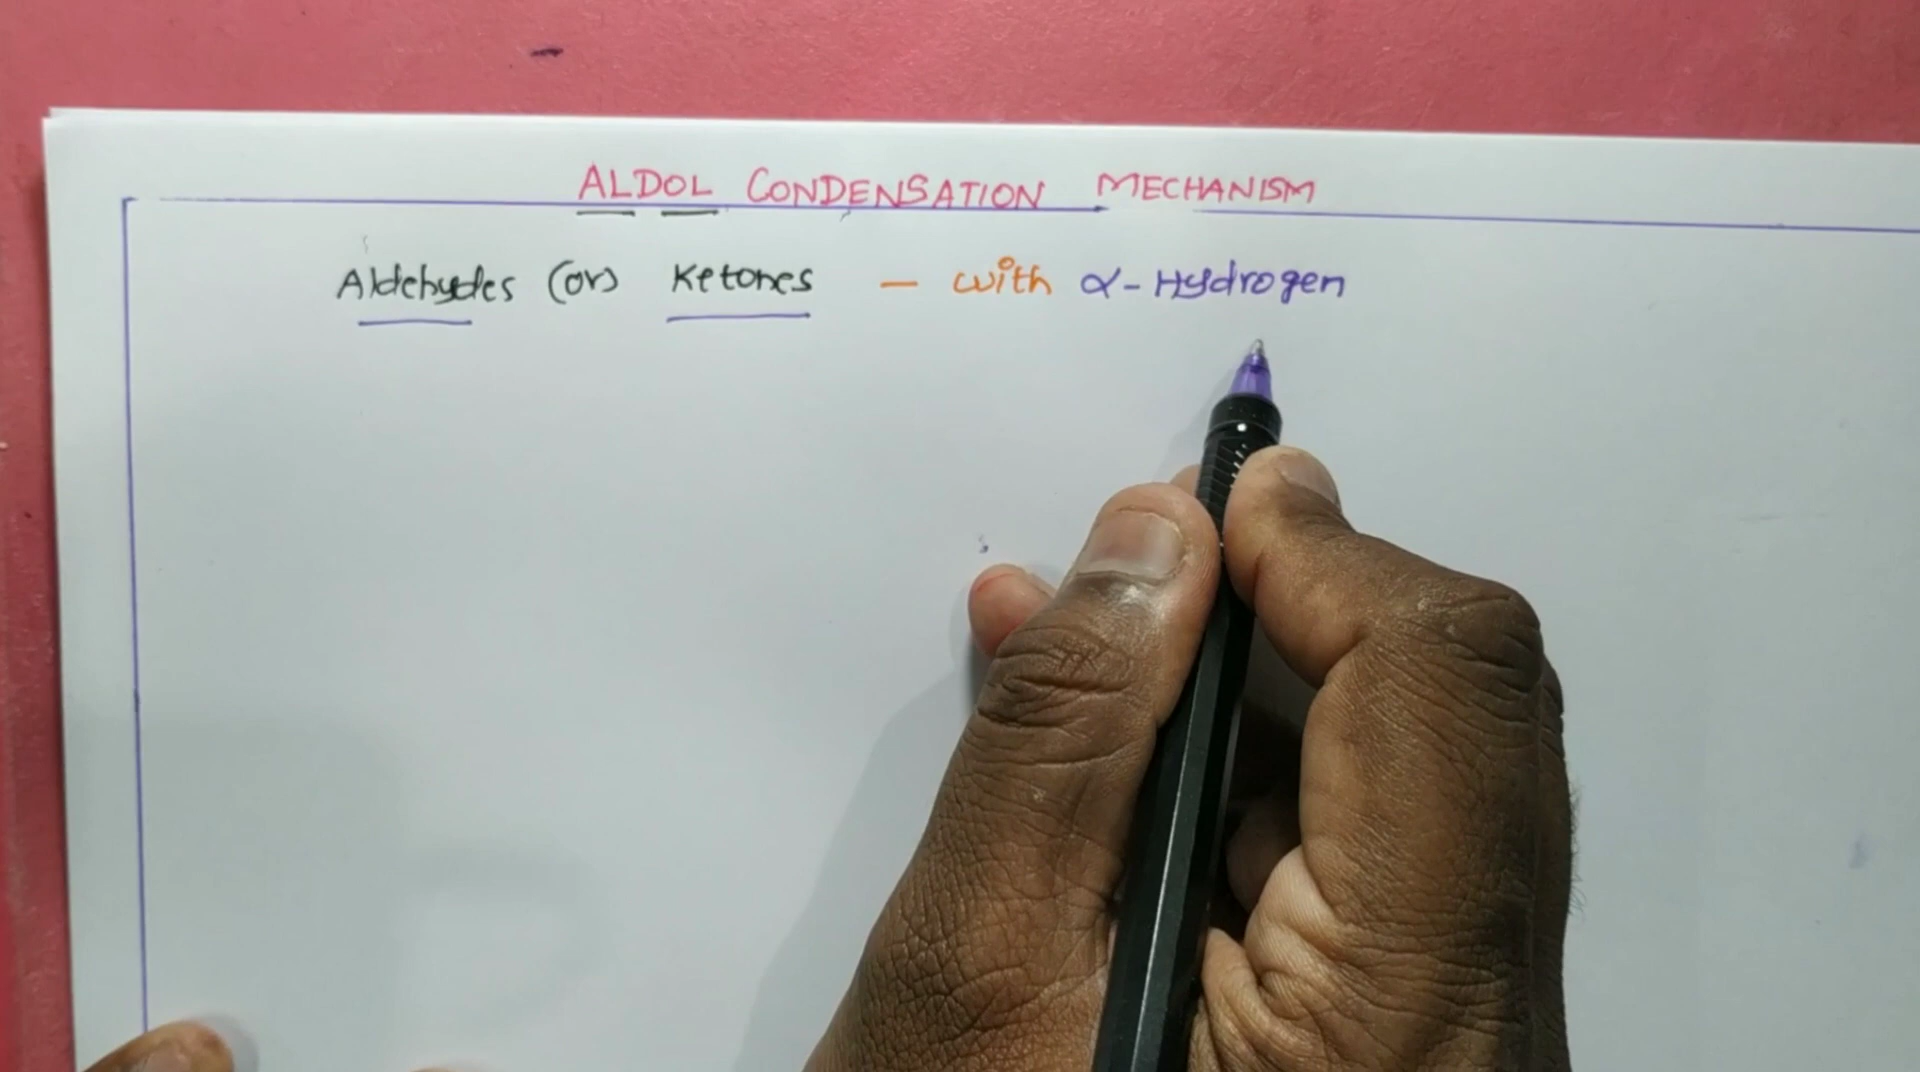 ALDOL CONDENSATION MECHANISM
Aldehydes (or) Ketones - with α-Hydrogen